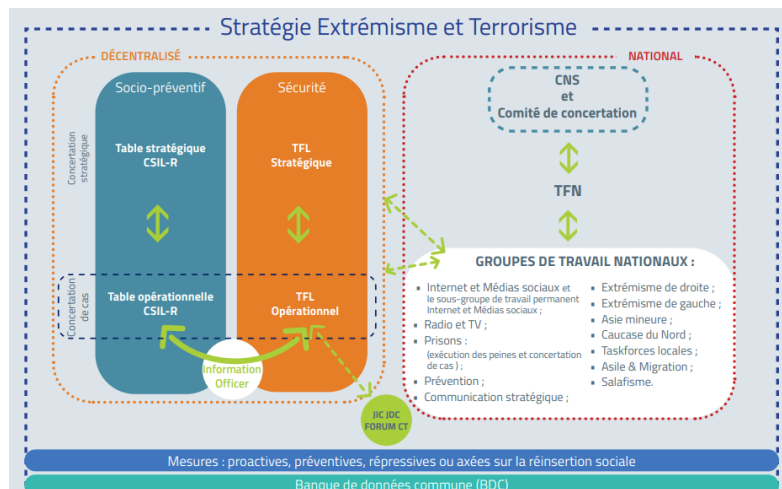 Stratégie Extrémisme et Terrorisme
DÉCENTRALISÉ
Socio-préventif
Sécurité
Concertation
stratégique
Table stratégique
CSIL-R
TFL
Stratégique
Concertation
de cas
Table opérationnelle
CSIL-R
TFL
Opérationnel
Information
Officer
JIC JDC
FORUM CT
NATIONAL
CNS
et
Comité de concertation
TFN
GROUPES DE TRAVAIL NATIONAUX :
▪ Internet et Médias sociaux et
le sous-groupe de travail permanent
Internet et Médias sociaux ;
▪ Radio et TV ;
▪ Prisons :
(exécution des peines et concertation
de cas ) ;
▪ Prévention ;
▪ Communication stratégique ;
▪ Extrémisme de droite ;
▪ Extrémisme de gauche ;
▪ Asie mineure ;
▪ Caucase du Nord ;
▪ Taskforces locales ;
▪ Asile & Migration ;
▪ Salafisme.
Mesures : proactives, préventives, répressives ou axées sur la réinsertion sociale
Banque de données commune (BDC)